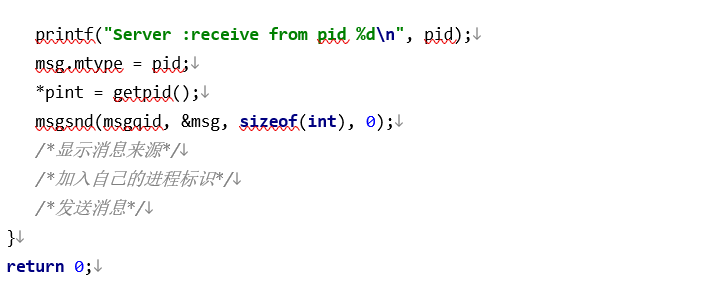 printf("Server :receive from pid %d\n", pid);↓
msg.mtype = pid;↓
*pint = getpid();↓
msgsnd(msgqid, &msg, sizeof(int), 0);↓
/*显示消息来源*/↓
/*加入自己的进程标识*/↓
/*发送消息*/↓
}↓
return 0;↓